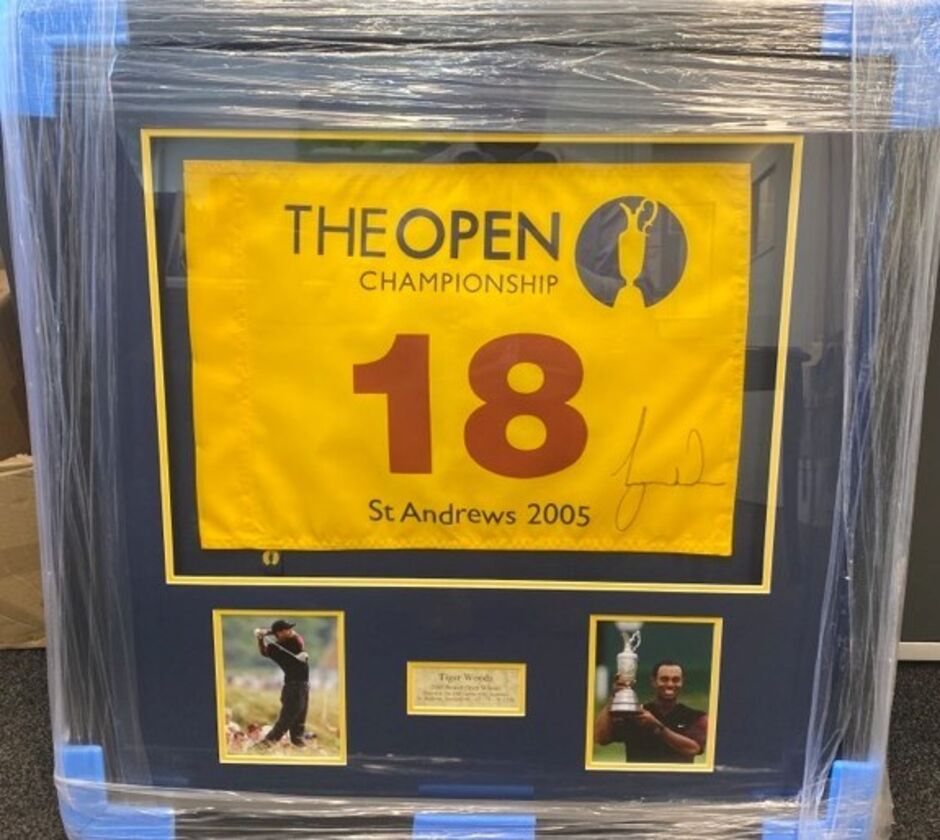 THE OPEN
CHAMPIONSHIP
18
St Andrews 2005
Tiger Woods